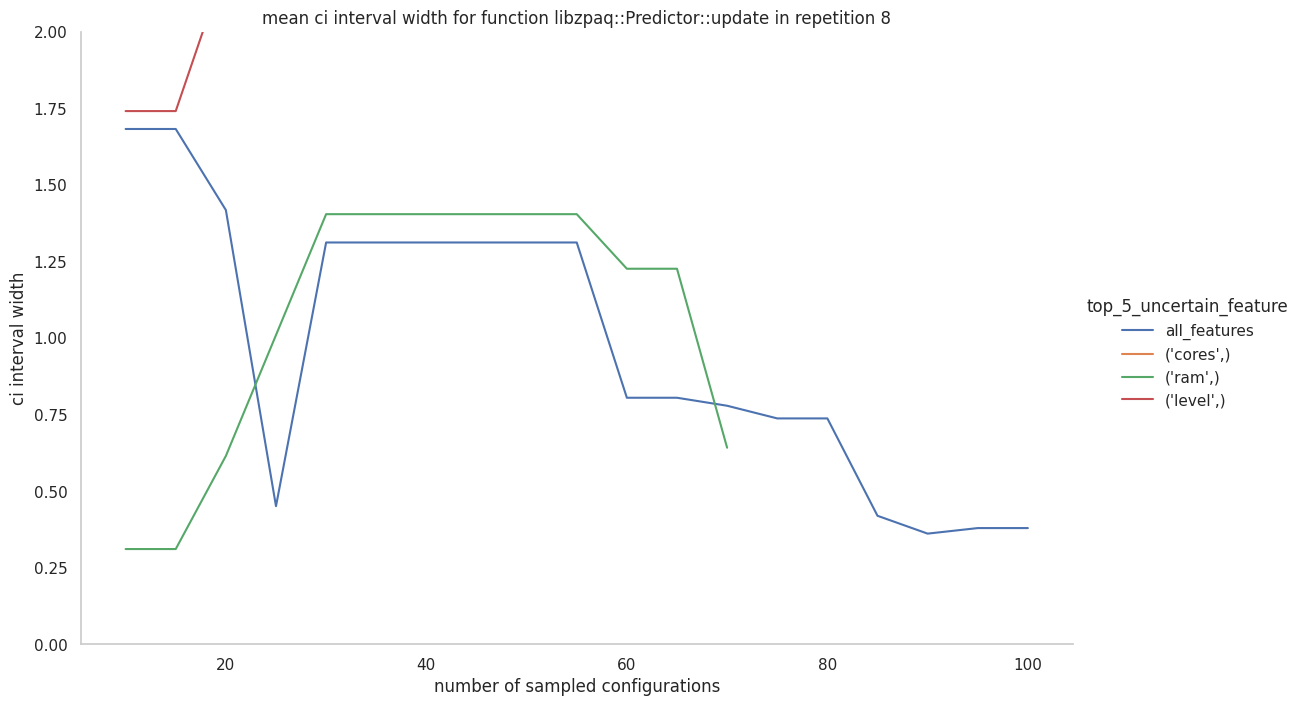 mean ci interval width for function libzpaq::Predictor::update in repetition 8
2.00
1.75
1.50
1.25
1.00
0.75
0.50
0.25
0.00
ci interval width
20
40
60
80
100
number of sampled configurations
top_5_uncertain_feature
all_features
('cores',)
('ram',)
('level',)